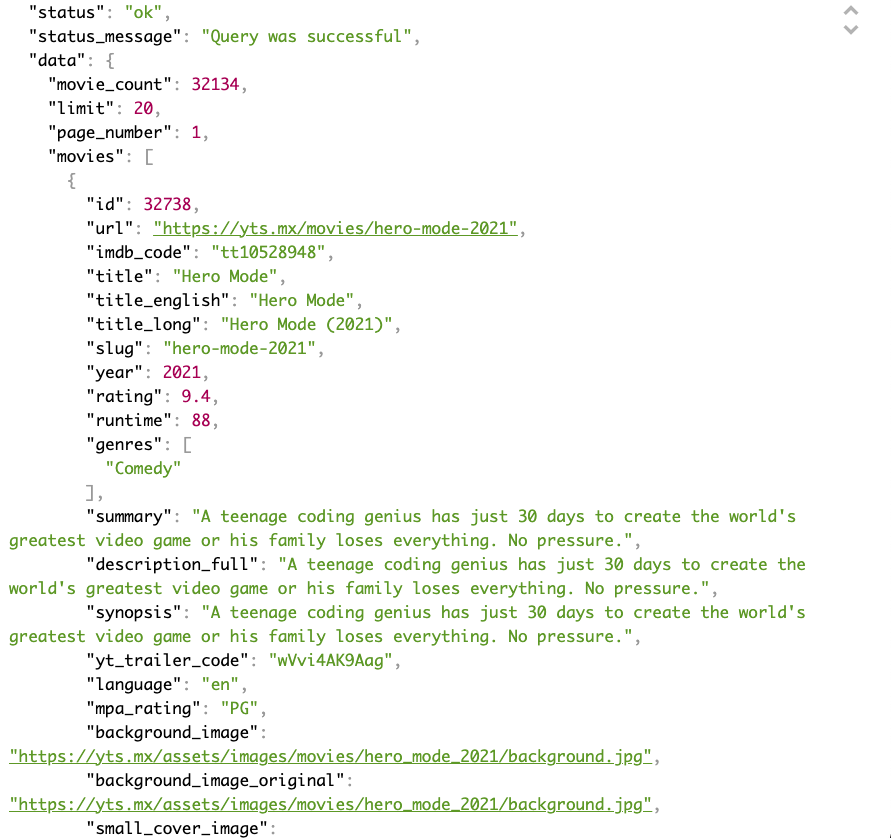 "status": "ok",
"status_message": "Query was successful",
"data": {
"movie_count": 32134,
"limit": 20,
"page_number": 1,
"movies": [
{
"id": 32738,
"url": "https://yts.mx/movies/hero-mode-2021",
"imdb_code": "tt10528948",
"title": "Hero Mode",
"title_english": "Hero Mode",
"title_long": "Hero Mode (2021)",
"slug": "hero-mode-2021",
"year": 2021,
"rating": 9.4,
"runtime": 88,
"genres": [
"Comedy"
],
"summary": "A teenage coding genius has just 30 days to create the world's
greatest video game or his family loses everything. No pressure.",
"description_full": "A teenage coding genius has just 30 days to create the
world's greatest video game or his family loses everything. No pressure.",
"synopsis": "A teenage coding genius has just 30 days to create the world's
greatest video game or his family loses everything. No pressure.",
"yt_trailer_code": "wVvi4AK9Aag",
"language": "en",
"mpa_rating": "PG",
"background_image":
"https://yts.mx/assets/images/movies/hero_mode_2021/background.jpg",
"background_image_original":
"https://yts.mx/assets/images/movies/hero_mode_2021/background.jpg",
"small_cover_image":